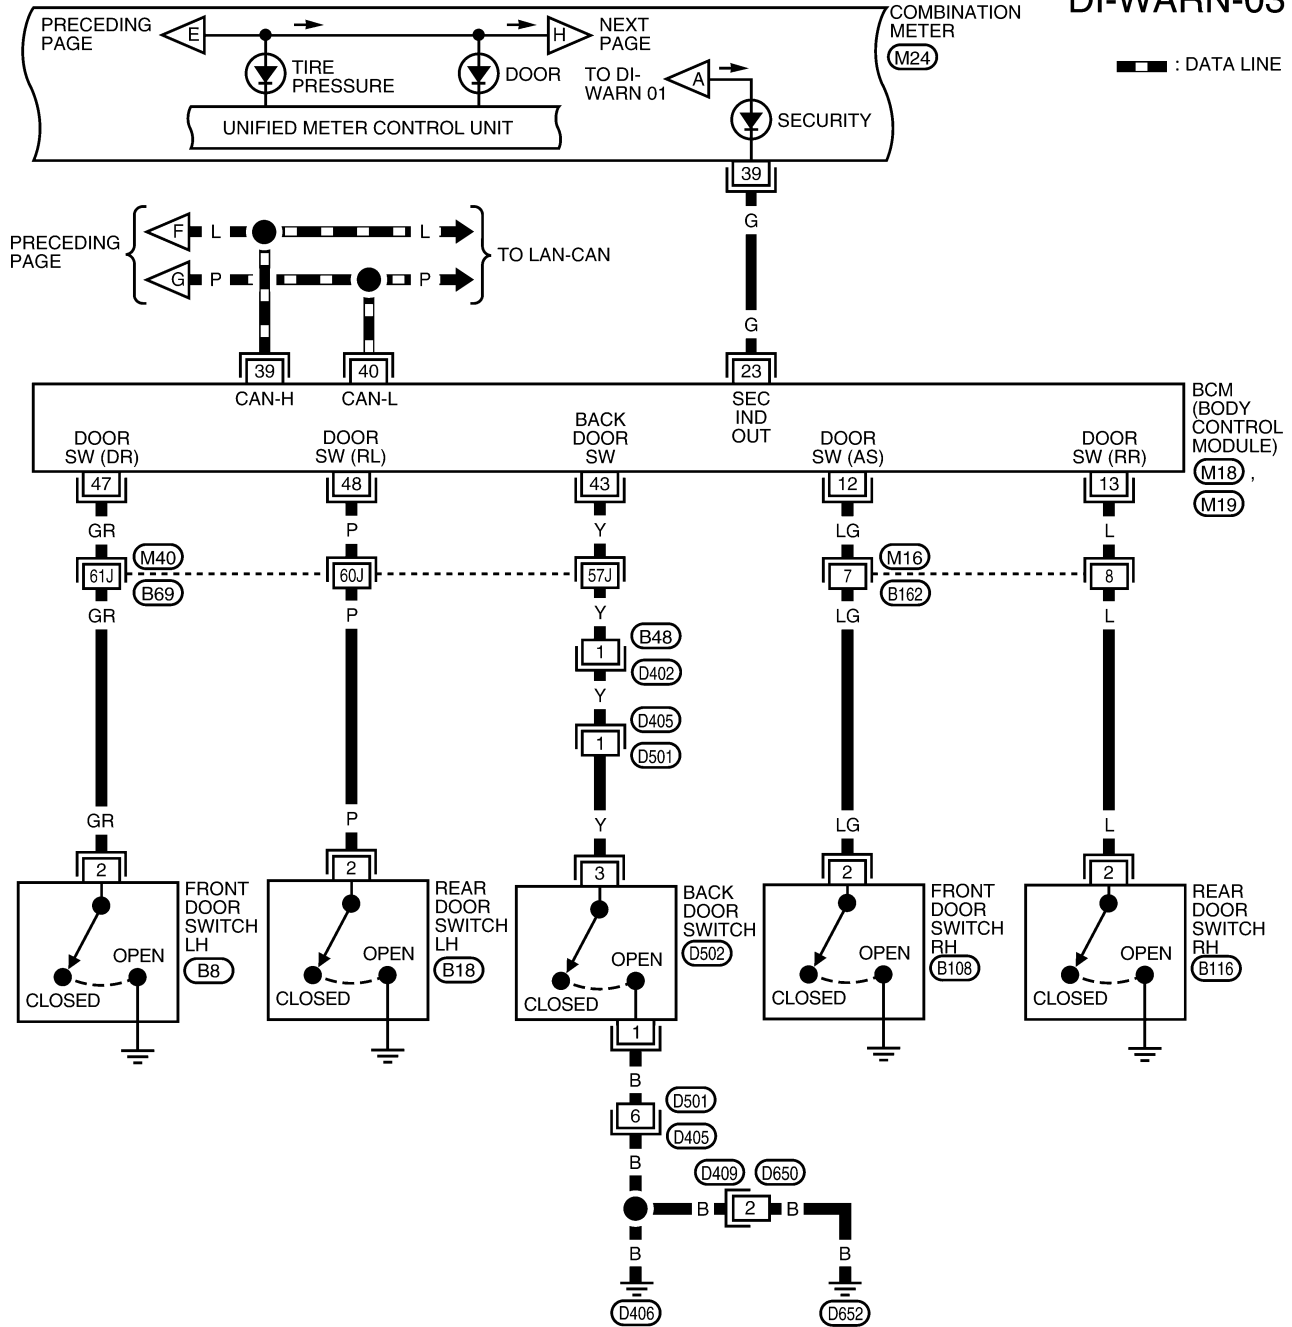 DI-WARN-03
PRECEDING
PAGE
E
H
NEXT
PAGE
COMBINATION
METER
M24
: DATA LINE
TIRE
PRESSURE
DOOR
TO DI-
WARN 01
A
UNIFIED METER CONTROL UNIT
SECURITY
39
G
G
PRECEDING
PAGE
F
L
L
G
P
P
TO LAN-CAN
39
40
23
CAN-H
CAN-L
SEC
IND
OUT
BCM
(BODY
CONTROL
MODULE)
M18 ,
M19
DOOR
SW (DR)
DOOR
SW (RL)
BACK
DOOR
SW
DOOR
SW (AS)
DOOR
SW (RR)
47
48
43
12
13
GR
P
Y
LG
L
61J
M40
B69
60J
57J
7
M16
B162
8
GR
P
Y
LG
L
1
B48
D402
Y
1
D405
D501
GR
P
Y
LG
L
2
2
3
2
2
FRONT
DOOR
SWITCH
LH
B8
OPEN
CLOSED
REAR
DOOR
SWITCH
LH
B18
OPEN
CLOSED
BACK
DOOR
SWITCH
D502
OPEN
CLOSED
FRONT
DOOR
SWITCH
RH
B108
OPEN
CLOSED
REAR
DOOR
SWITCH
RH
B116
OPEN
CLOSED
1
B
6
D501
D405
B
D409
D650
B
2
B
B
B
D406
D652